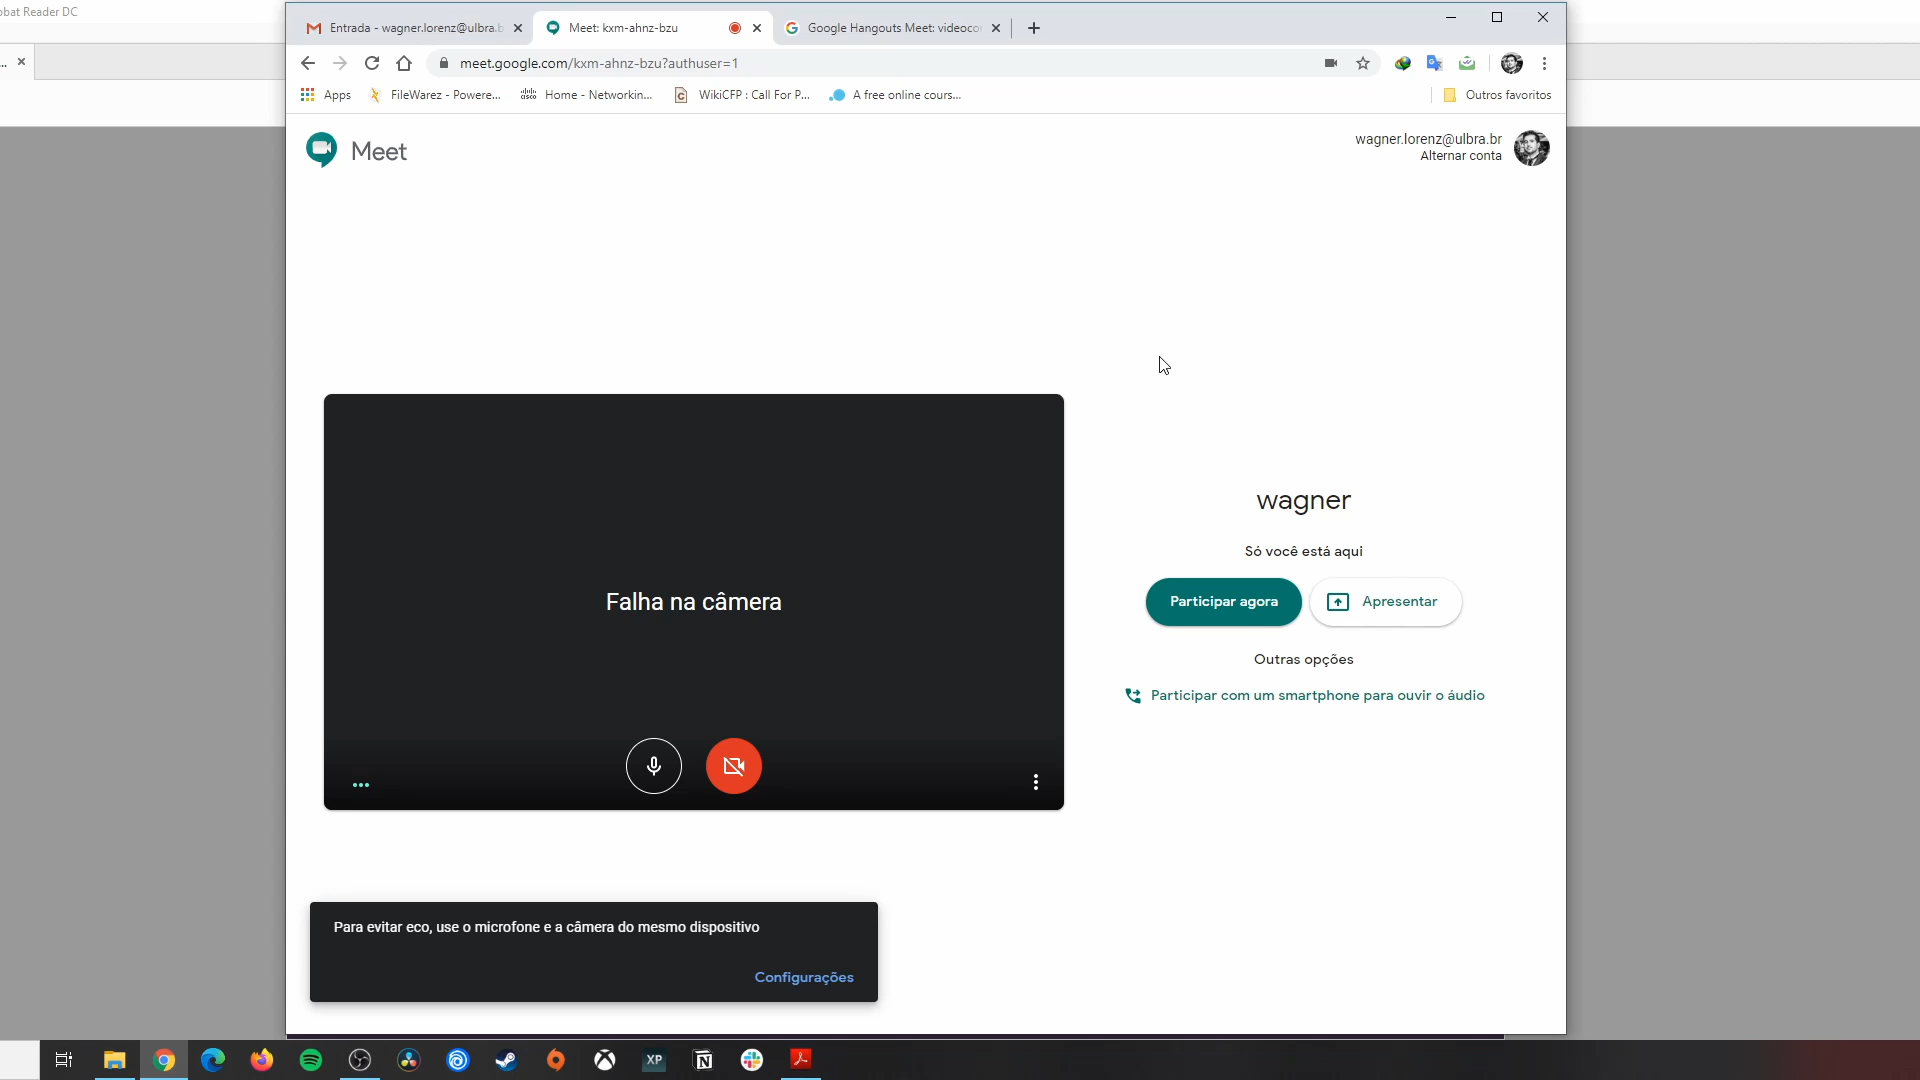 obat Reader DC
Entrada - wagner.lorenz@ulbra.b
Meet: kxm-ahnz-bzu
Google Hangouts Meet: videoco
...
meet.google.com/kxm-ahnz-bzu?authuser=1
Apps
FileWarez - Powere...
Home - Networkin...
WikiCFP : Call For P...
A free online cours...
Outros favoritos
Meet
wagner.lorenz@ulbra.br
Alternar conta
Falha na câmera
wagner
Só você está aqui
Participar agora
Apresentar
Outras opções
Participar com um smartphone para ouvir o áudio
Para evitar eco, use o microfone e a câmera do mesmo dispositivo
Configurações
XP